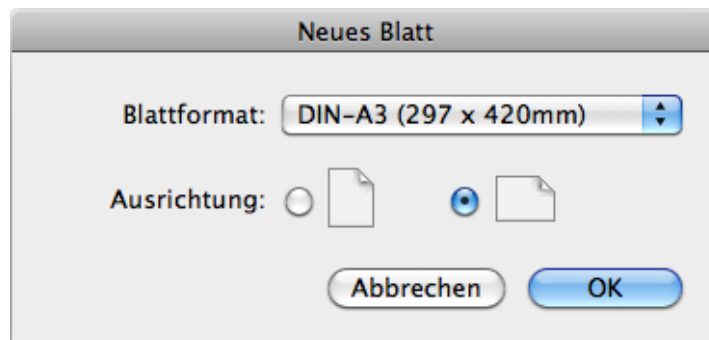 Neues Blatt
Blattformat: DIN-A3 (297 x 420mm)
Ausrichtung:
Abbrechen OK